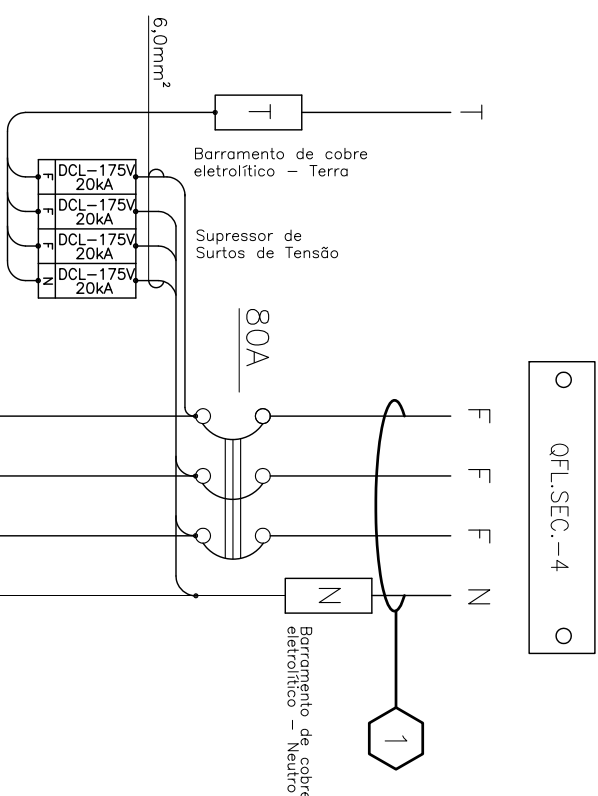 6,0mm²
T
T
Barramento de cobre
eletrolítico – Terra
F
DCL–175V
20kA
F
DCL–175V
20kA
F
DCL–175V
20kA
N
DCL–175V
20kA
Supressor de
Surtos de Tensão
80A
F
F
F
N
N
QFL.SEC.–4
Barramento de cobre
eletrolítico – Neutro
1